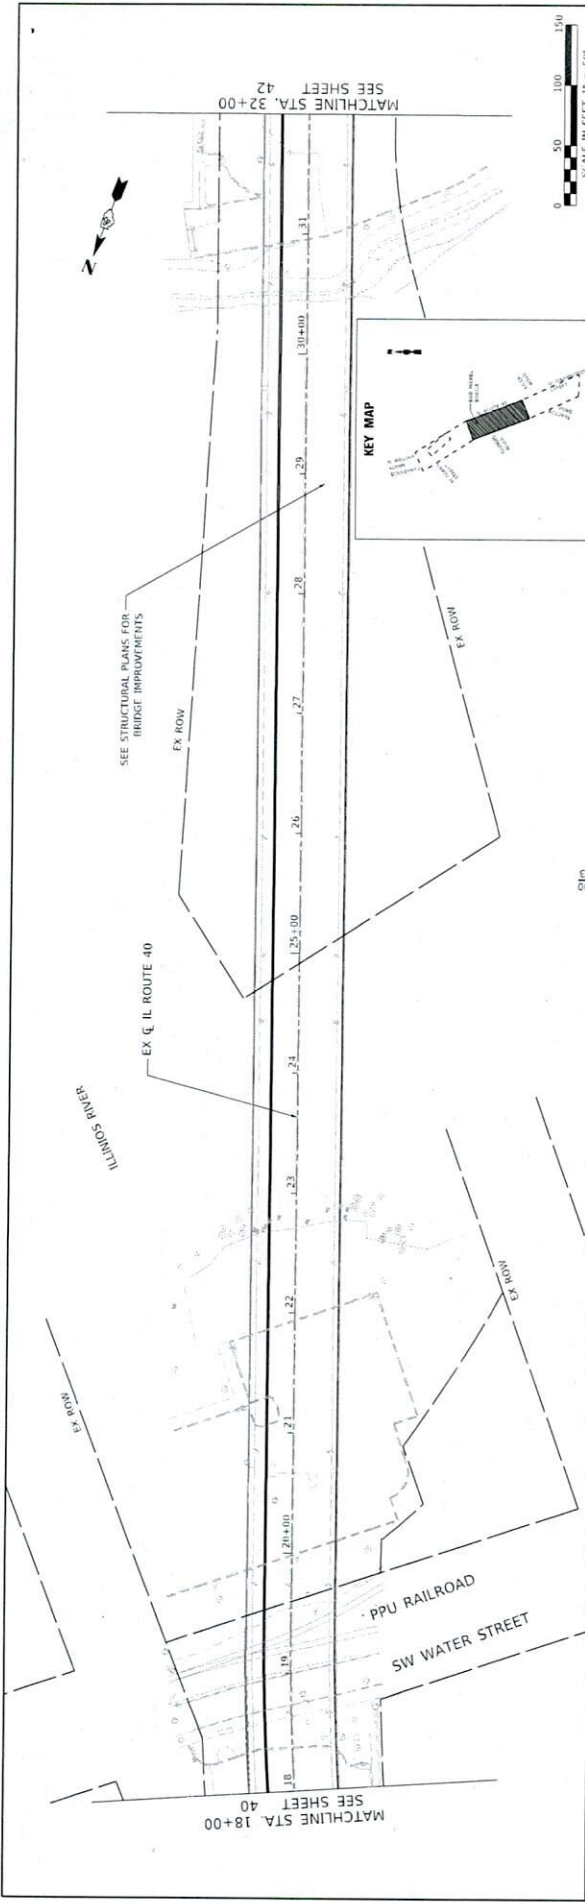 MATCHLINE STA. 18+00
SEE SHEET 40
18
19
20+00
21
22
23
24
25+00
26
27
28
29
30+00
31
MATCHLINE STA. 32+00
SEE SHEET 42
EX ROW
ILLINIOS RIVER
EX ℄ IL ROUTE 40
EX ROW
SEE STRUCTURAL PLANS FOR
BRIDGE IMPROVEMENTS
N
PPU RAILROAD
SW WATER STREET
EX ROW
EX ROW
KEY MAP
N
0 50 100 150
SCALE IN FEET